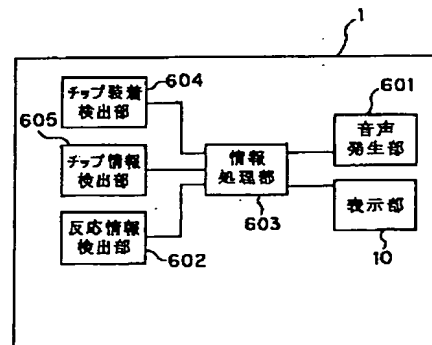 1
604
チップ装着
検出部
605
チップ情報
検出部
反応情報
検出部
602
情報
処理部
603
601
音声
発生部
表示部
10